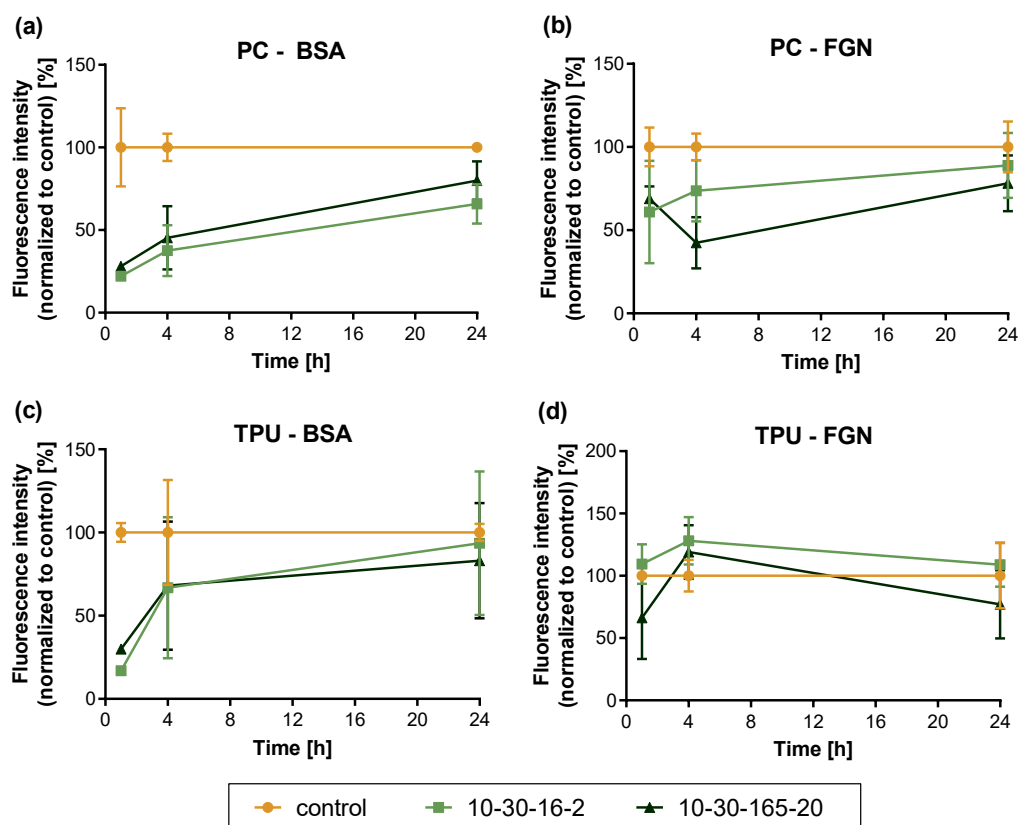 (a)
PC - BSA
Fluorescence intensity
(normalized to control) [%]
150
100
50
0
0 4 8 12 16 20 24
Time [h]
(b)
PC - FGN
Fluorescence intensity
(normalized to control) [%]
150
100
50
0
0 4 8 12 16 20 24
Time [h]
(c)
TPU - BSA
Fluorescence intensity
(normalized to control) [%]
150
100
50
0
0 4 8 12 16 20 24
Time [h]
(d)
TPU - FGN
Fluorescence intensity
(normalized to control) [%]
200
150
100
50
0
0 4 8 12 16 20 24
Time [h]
control 10-30-16-2 10-30-165-20